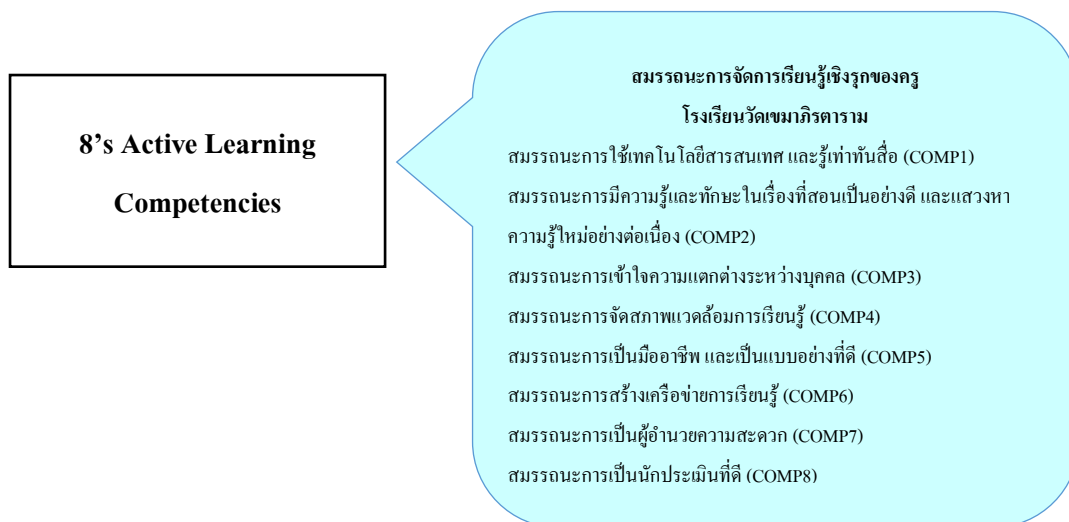 8’s Active Learning
Competencies
สมรรถนะการจัดการเรียนรู้เชิงรุกของครู
โรงเรียนวัดเขมาภิรตาราม
สมรรถนะการใช้เทคโนโลยีสารสนเทศ และรู้เท่าทันสื่อ (COMP1)
สมรรถนะการมีความรู้และทักษะในเรื่องที่สอนเป็นอย่างดี และแสวงหา
ความรู้ใหม่อย่างต่อเนื่อง (COMP2)
สมรรถนะการเข้าใจความแตกต่างระหว่างบุคคล (COMP3)
สมรรถนะการจัดสภาพแวดล้อมการเรียนรู้ (COMP4)
สมรรถนะการเป็นมืออาชีพ และเป็นแบบอย่างที่ดี (COMP5)
สมรรถนะการสร้างเครือข่ายการเรียนรู้ (COMP6)
สมรรถนะการเป็นผู้อำนวยความสะดวก (COMP7)
สมรรถนะการเป็นนักประเมินที่ดี (COMP8)